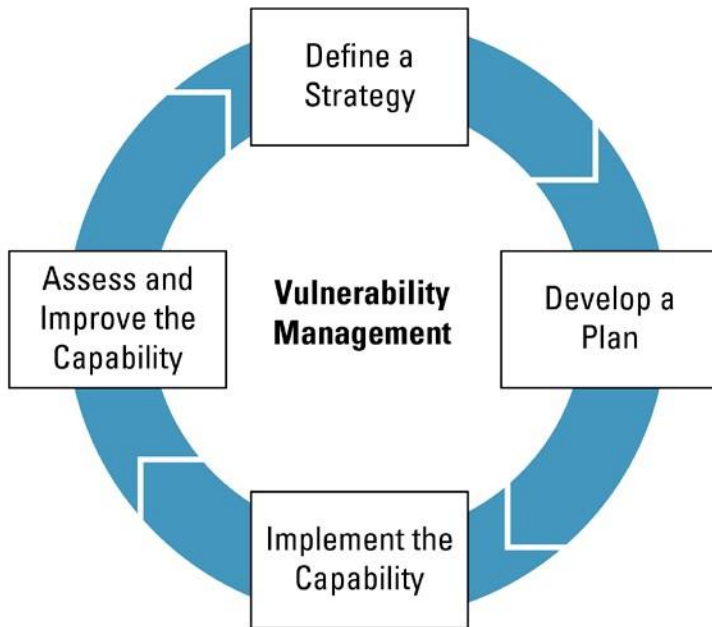 Define a
Strategy
Assess and
Improve the
Capability
Vulnerability
Management
Develop a
Plan
Implement the
Capability